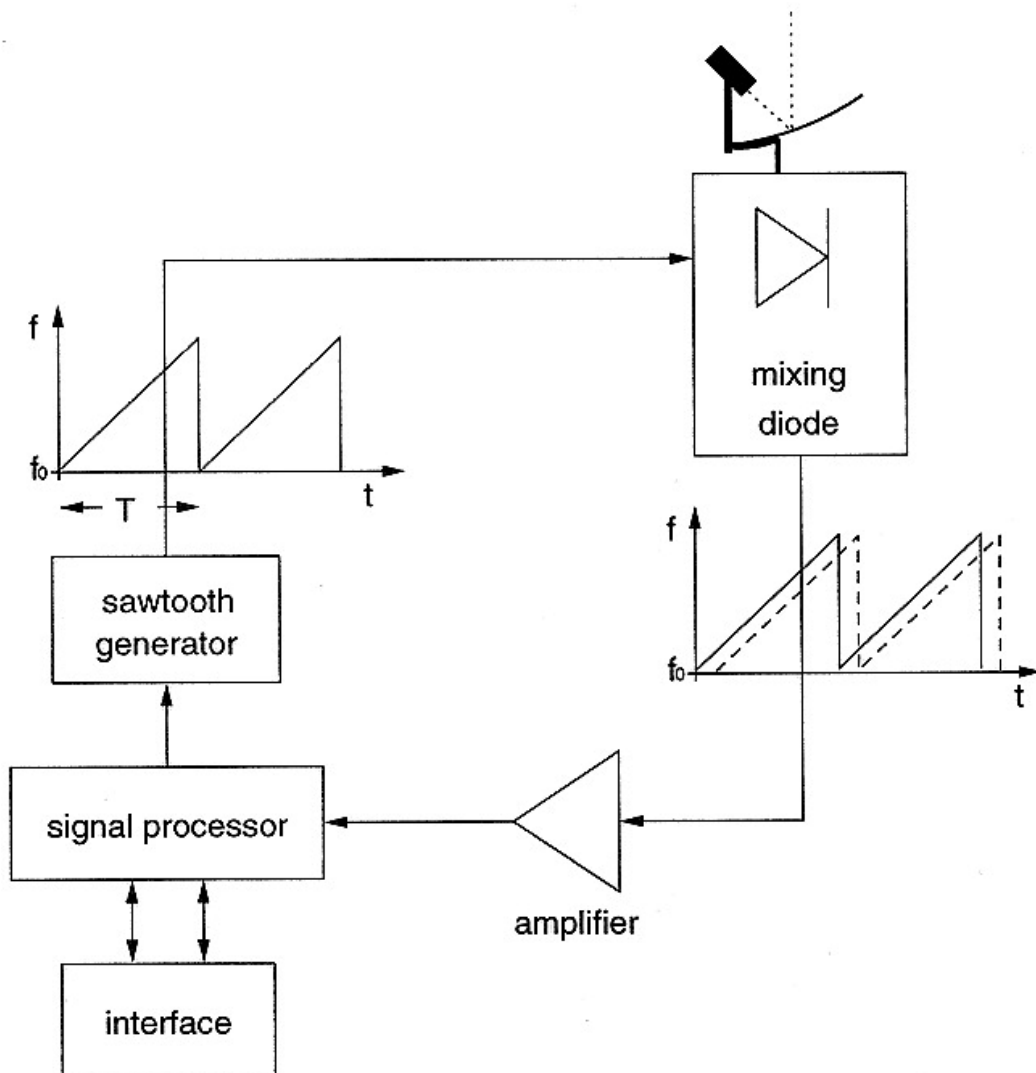 mixing
diode
f
f₀
t
T
sawtooth
generator
f
f₀
t
signal processor
amplifier
interface